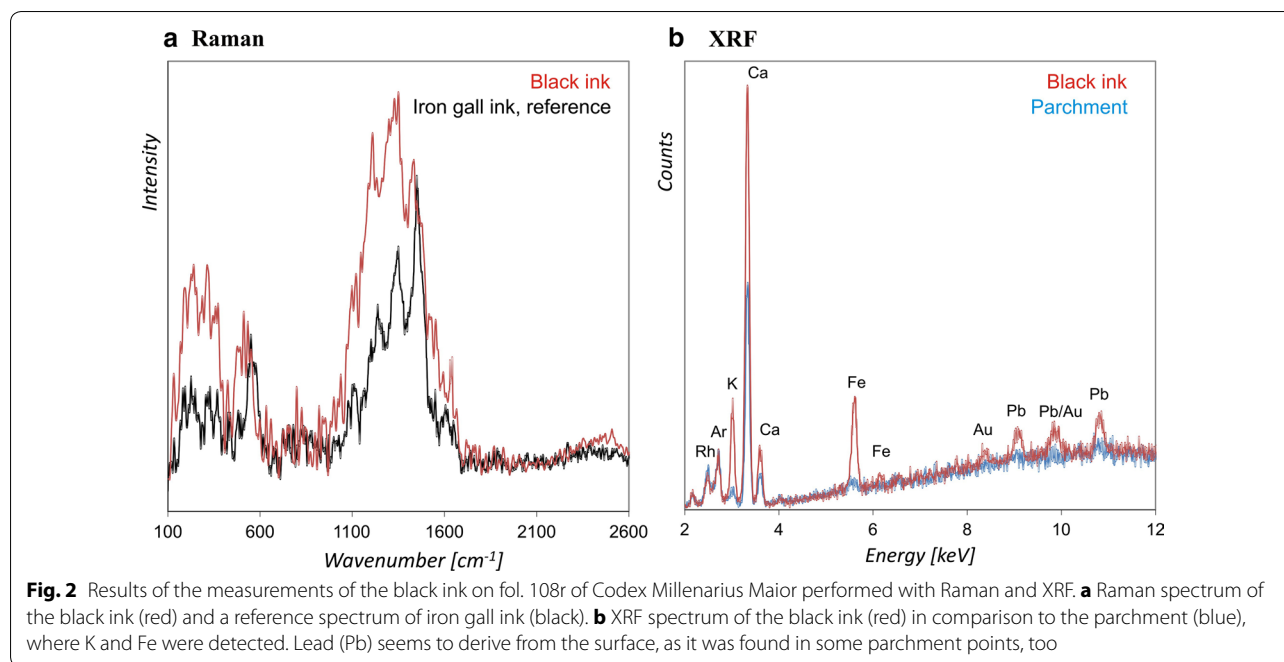 a Raman
Black ink
Iron gall ink, reference
Intensity
100 600 1100 1600 2100 2600
Wavenumber [cm-1]
b XRF
Black ink
Parchment
Counts
Ca
K
Ar
Rh
Ca
Fe
Fe
Au
Pb
Pb/Au
Pb
2 4 6 8 10 12
Energy [keV]
Fig. 2 Results of the measurements of the black ink on fol. 108r of Codex Millenarius Maior performed with Raman and XRF. a Raman spectrum of
the black ink (red) and a reference spectrum of iron gall ink (black). b XRF spectrum of the black ink (red) in comparison to the parchment (blue),
where K and Fe were detected. Lead (Pb) seems to derive from the surface, as it was found in some parchment points, too